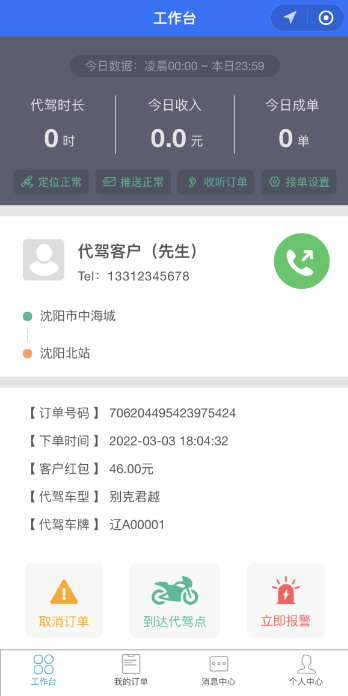 工作台
今日数据：凌晨00:00 ~ 本日23:59
代驾时长 今日收入 今日成单
0 时 0.0 元 0 单
定位正常 推送正常 收听订单 接单设置
代驾客户（先生）
Tel：13312345678
沈阳市中海城
沈阳北站
【 订单号码 】 706204495423975424
【 下单时间 】 2022-03-03 18:04:32
【 客户红包 】 46.00元
【 代驾车型 】 别克君越
【 代驾车牌 】 辽A00001
取消订单 到达代驾点 立即报警
工作台 我的订单 消息中心 个人中心